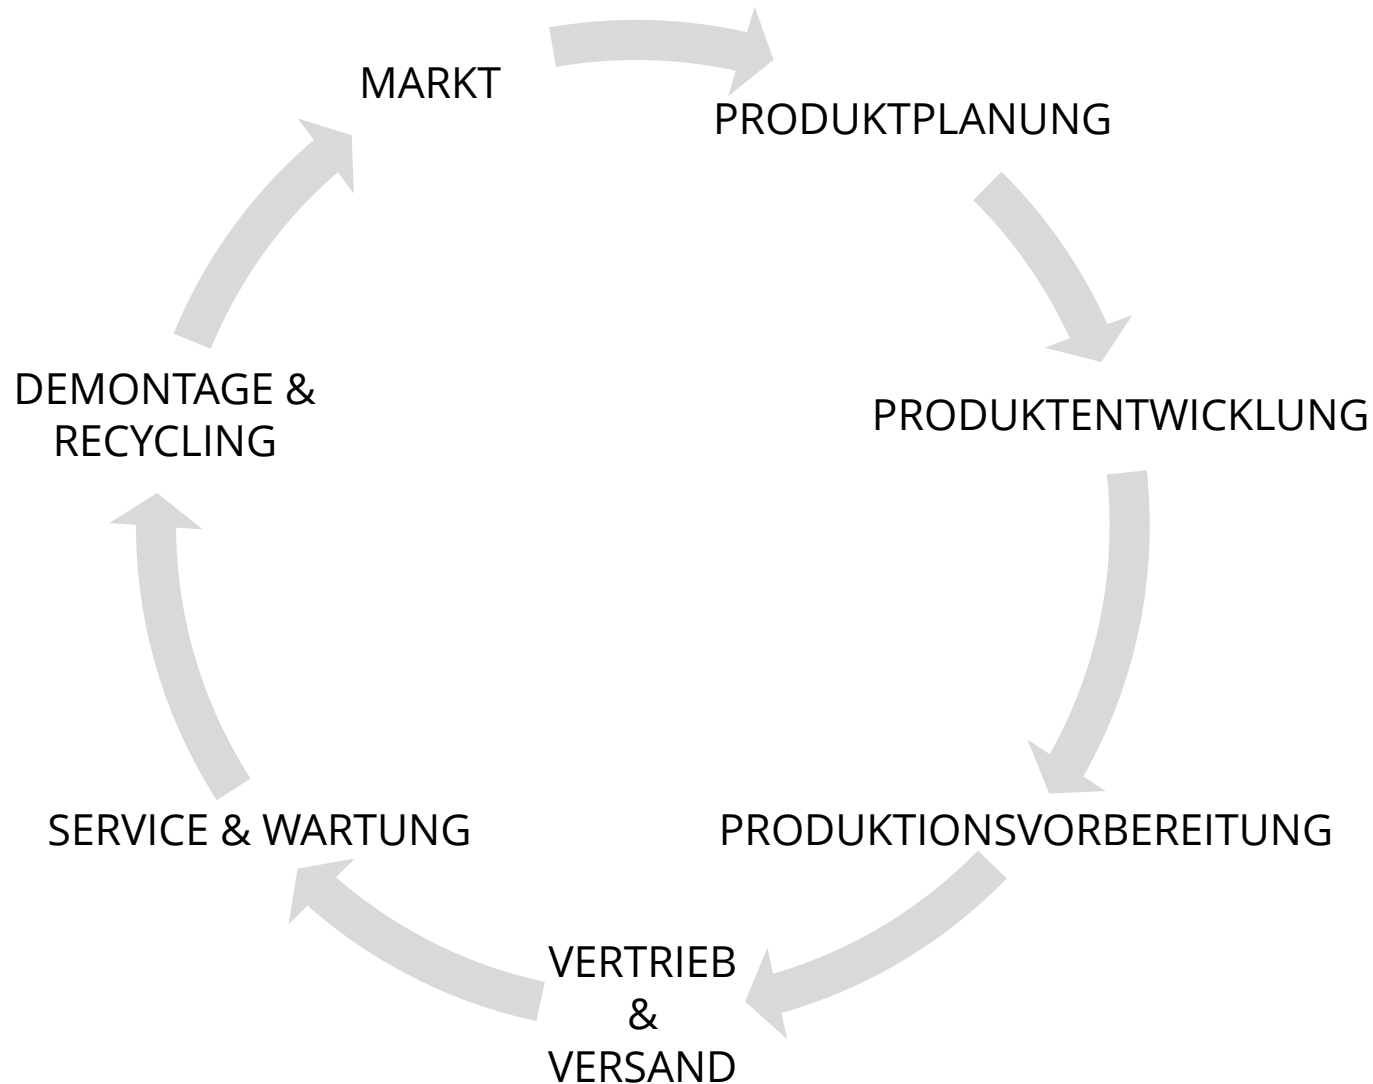 MARKT
PRODUKTPLANUNG
PRODUKTENTWICKLUNG
PRODUKTIONSVORBEREITUNG
VERTRIEB
&
VERSAND
SERVICE & WARTUNG
DEMONTAGE &
RECYCLING